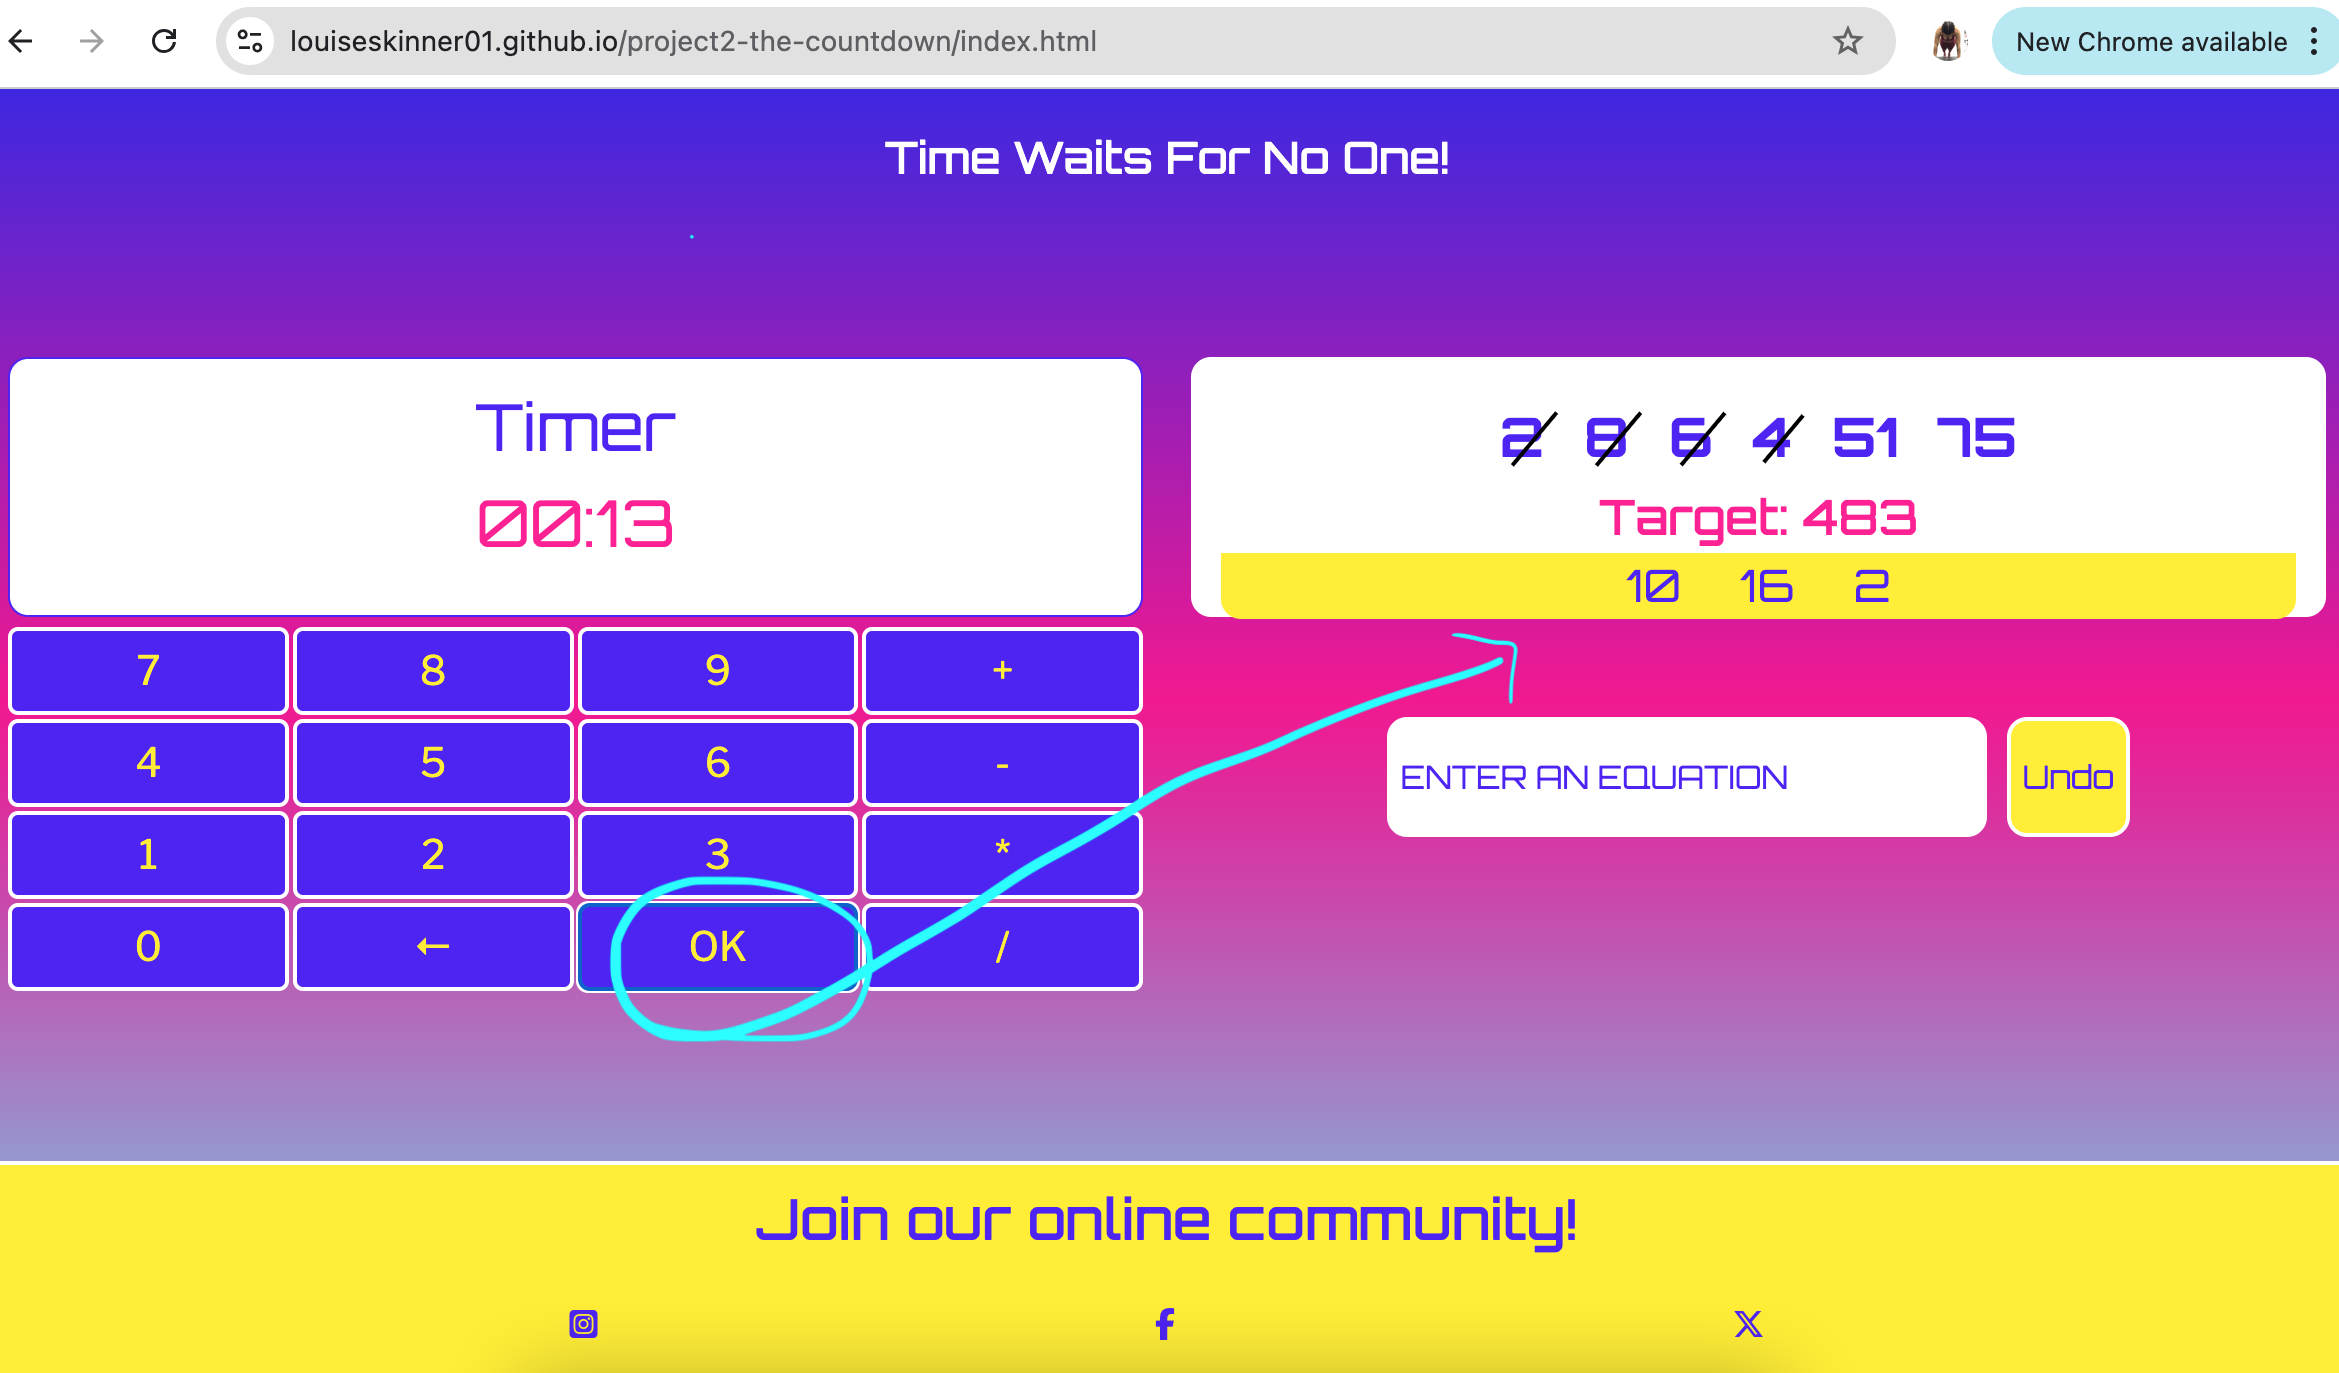 louiseskinner01.github.io/project2-the-countdown/index.html
New Chrome available
Time Waits For No One!
Timer
00:13
2 8 6 4 51 75
Target: 483
10 16 2
7 8 9 +
4 5 6 -
1 2 3 *
0 ← OK /
ENTER AN EQUATION
Undo
Join our online community!